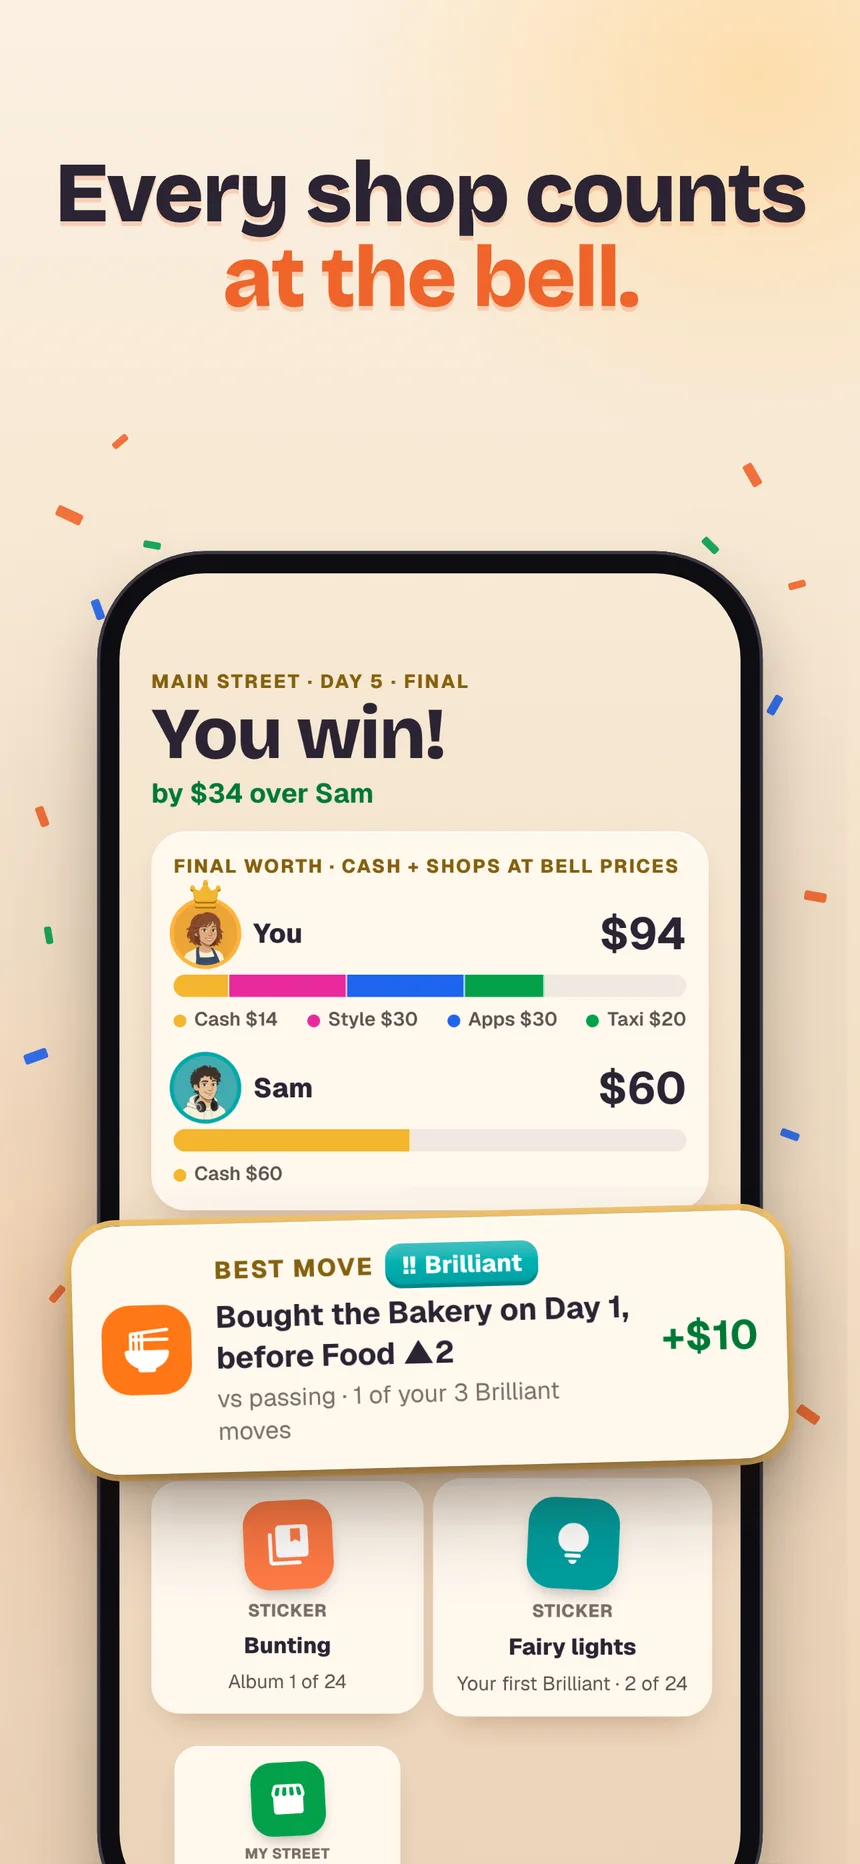 Every shop counts
at the bell.
MAIN STREET · DAY 5 · FINAL
You win!
by $34 over Sam
FINAL WORTH · CASH + SHOPS AT BELL PRICES
You
$94
Cash $14
Style $30
Apps $30
Taxi $20
Sam
$60
Cash $60
BEST MOVE
!! Brilliant
Bought the Bakery on Day 1,
before Food ▲2
+$10
vs passing · 1 of your 3 Brilliant
moves
STICKER
Bunting
Album 1 of 24
STICKER
Fairy lights
Your first Brilliant · 2 of 24
MY STREET